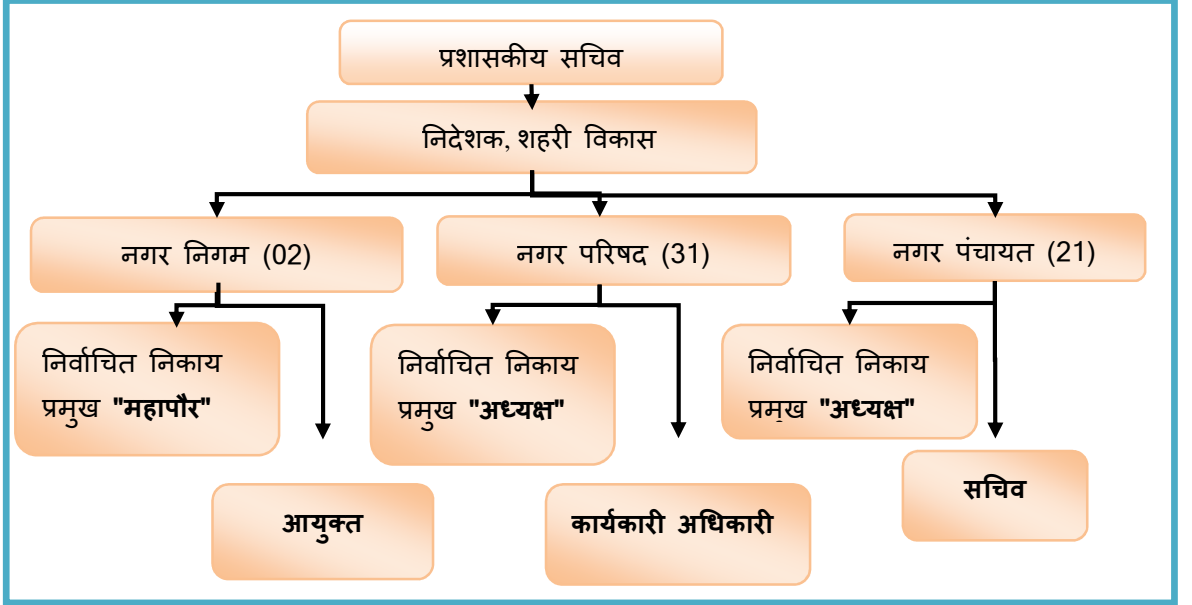 प्रशासकीय सचिव
निदेशक, शहरी विकास
नगर निगम (02)
नगर परिषद (31)
नगर पंचायत (21)
निर्वाचित निकाय
प्रमुख "महापौर"
निर्वाचित निकाय
प्रमुख "अध्यक्ष"
निर्वाचित निकाय
प्रमुख "अध्यक्ष"
आयुक्त
कार्यकारी अधिकारी
सचिव